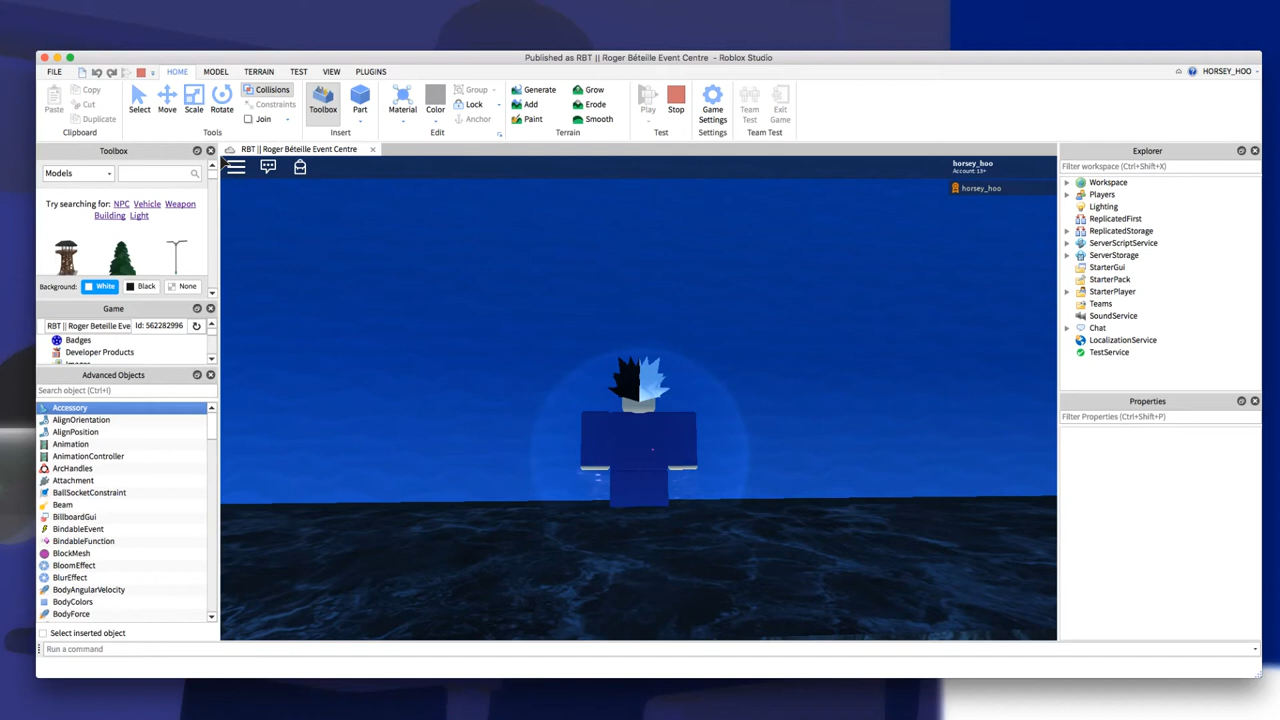 Published as RBT || Roger Béteille Event Centre - Roblox Studio
FILE HOME MODEL TERRAIN TEST VIEW PLUGINS HORSEY_HOO
Paste Copy Cut Duplicate Clipboard
Select Move Scale Rotate Collisions Constraints Join Tools
Toolbox Part Insert
Material Color Group Lock Anchor Edit
Generate Grow Add Erode Paint Smooth Terrain
Play Stop Test
Game Settings Settings
Team Test Exit Game Team Test
Toolbox
Models
Try searching for: NPC Vehicle Weapon
Building Light
Background: White Black None
Game
RBT || Roger Beteille Eve Id: 562282996
Badges
Developer Products
Advanced Objects
Search object (Ctrl+I)
Accessory
AlignOrientation
AlignPosition
Animation
AnimationController
ArcHandles
Attachment
BallSocketConstraint
Beam
BillboardGui
BindableEvent
BindableFunction
BlockMesh
BloomEffect
BlurEffect
BodyAngularVelocity
BodyColors
BodyForce
Select inserted object
Run a command
RBT || Roger Béteille Event Centre
horsey_hoo
Account: 13+
horsey_hoo
Explorer
Filter workspace (Ctrl+Shift+X)
Workspace
Players
Lighting
ReplicatedFirst
ReplicatedStorage
ServerScriptService
ServerStorage
StarterGui
StarterPack
StarterPlayer
Teams
SoundService
Chat
LocalizationService
TestService
Properties
Filter Properties (Ctrl+Shift+P)